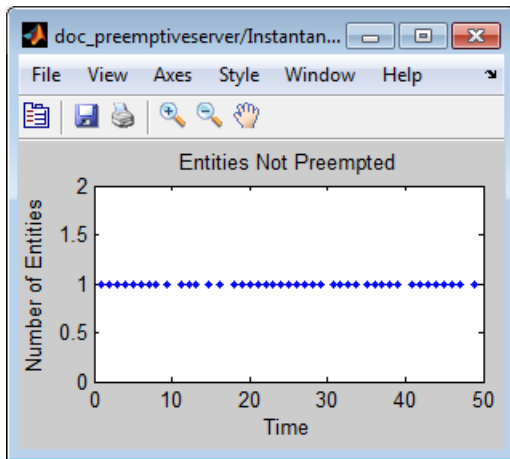 doc_preemptiveserver/Instantan...
File View Axes Style Window Help
Entities Not Preempted
Number of Entities
2
1.5
1
0.5
0
0 10 20 30 40 50
Time